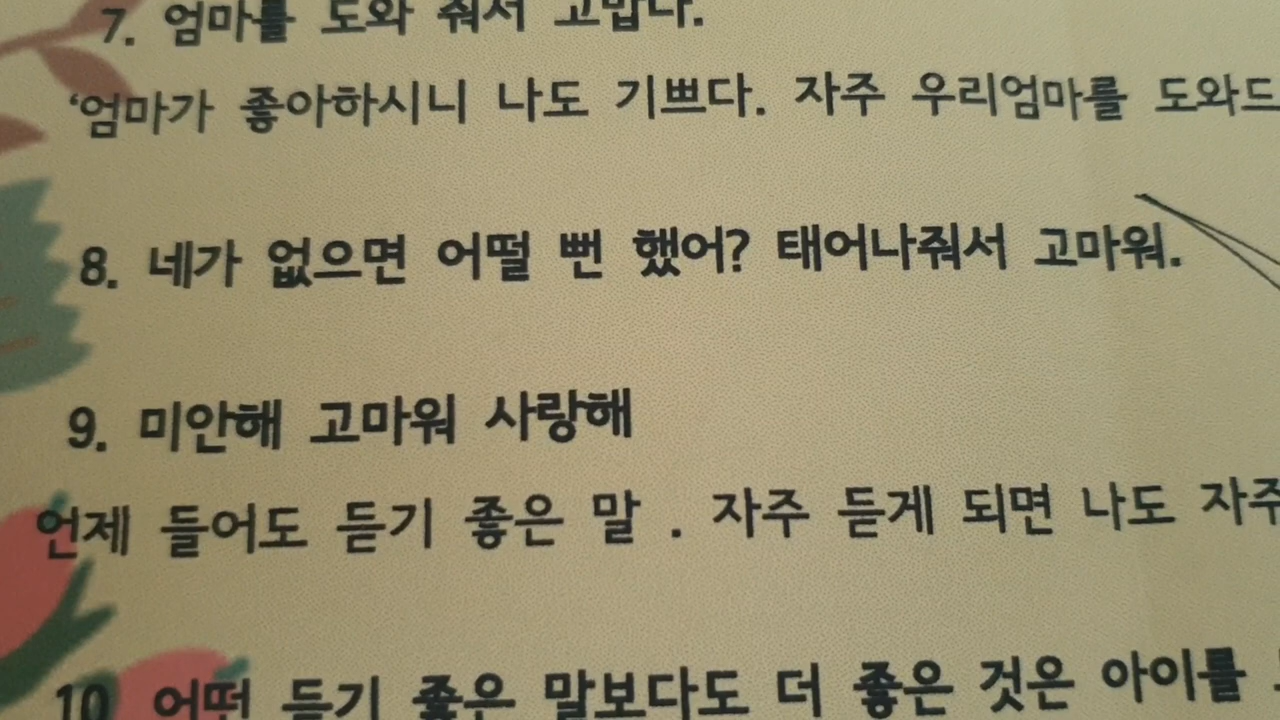 7. 엄마를 도와 줘서 고맙다.
‘엄마가 좋아하시니 나도 기쁘다. 자주 우리엄마를 도와드
8. 네가 없으면 어떨 뻔 했어? 태어나줘서 고마워.
9. 미안해 고마워 사랑해
언제 들어도 듣기 좋은 말 . 자주 듣게 되면 나도 자주
10 어떤 듣기 좋은 말보다도 더 좋은 것은 아이를